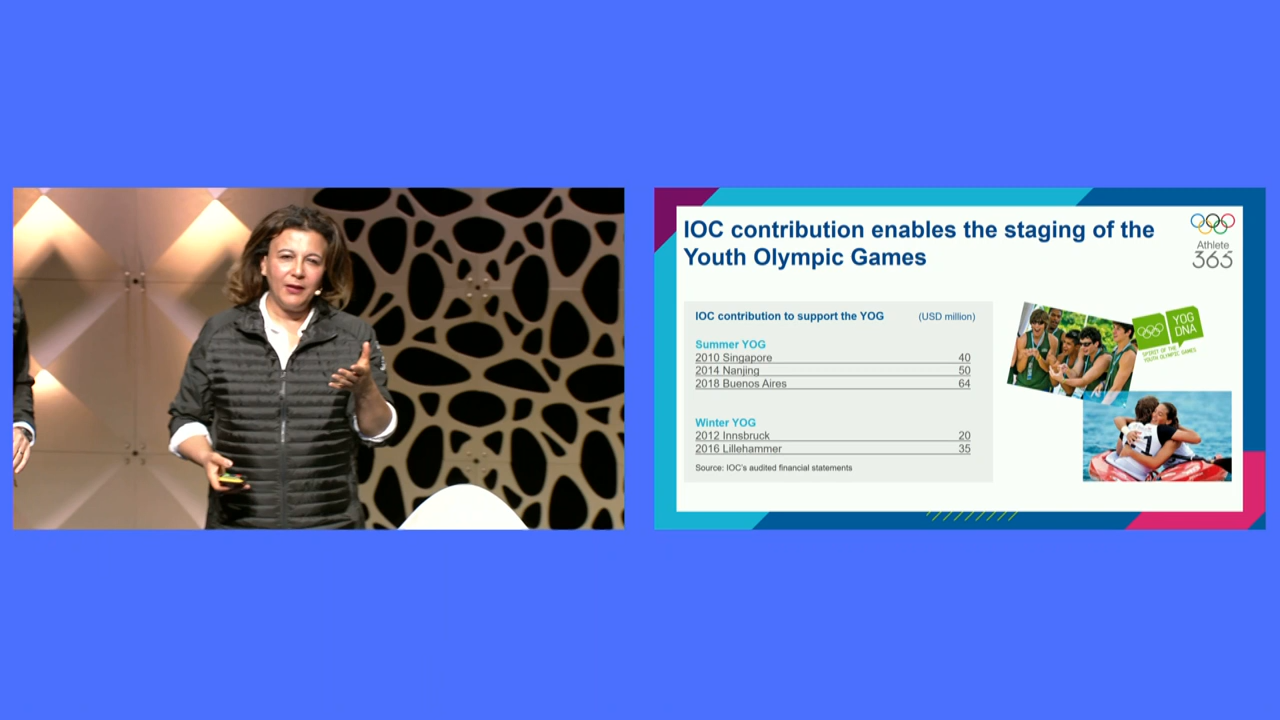 IOC contribution enables the staging of the
Youth Olympic Games
Athlete
365
IOC contribution to support the YOG (USD million)
Summer YOG
2010 Singapore 40
2014 Nanjing 50
2018 Buenos Aires 64
Winter YOG
2012 Innsbruck 20
2016 Lillehammer 35
Source: IOC's audited financial statements
YOG
DNA
SPIRIT OF THE
YOUTH OLYMPIC GAMES
1